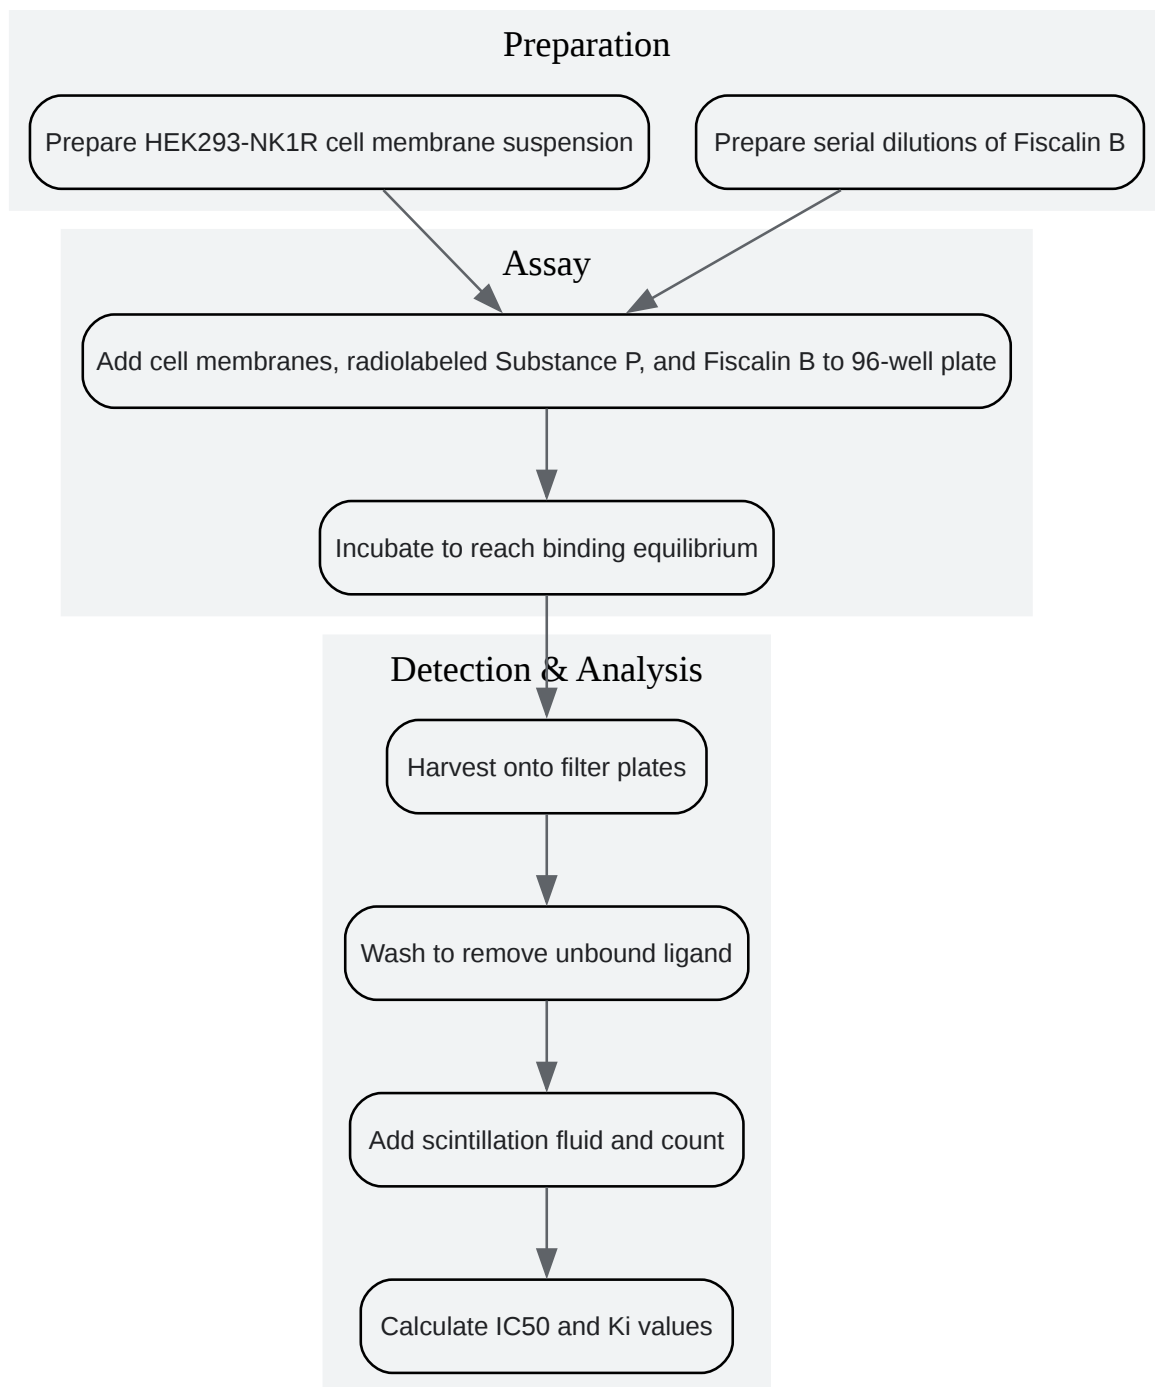 Preparation
Prepare HEK293-NK1R cell membrane suspension
Prepare serial dilutions of Fiscalin B
Assay
Add cell membranes, radiolabeled Substance P, and Fiscalin B to 96-well plate
Incubate to reach binding equilibrium
Detection & Analysis
Harvest onto filter plates
Wash to remove unbound ligand
Add scintillation fluid and count
Calculate IC50 and Ki values